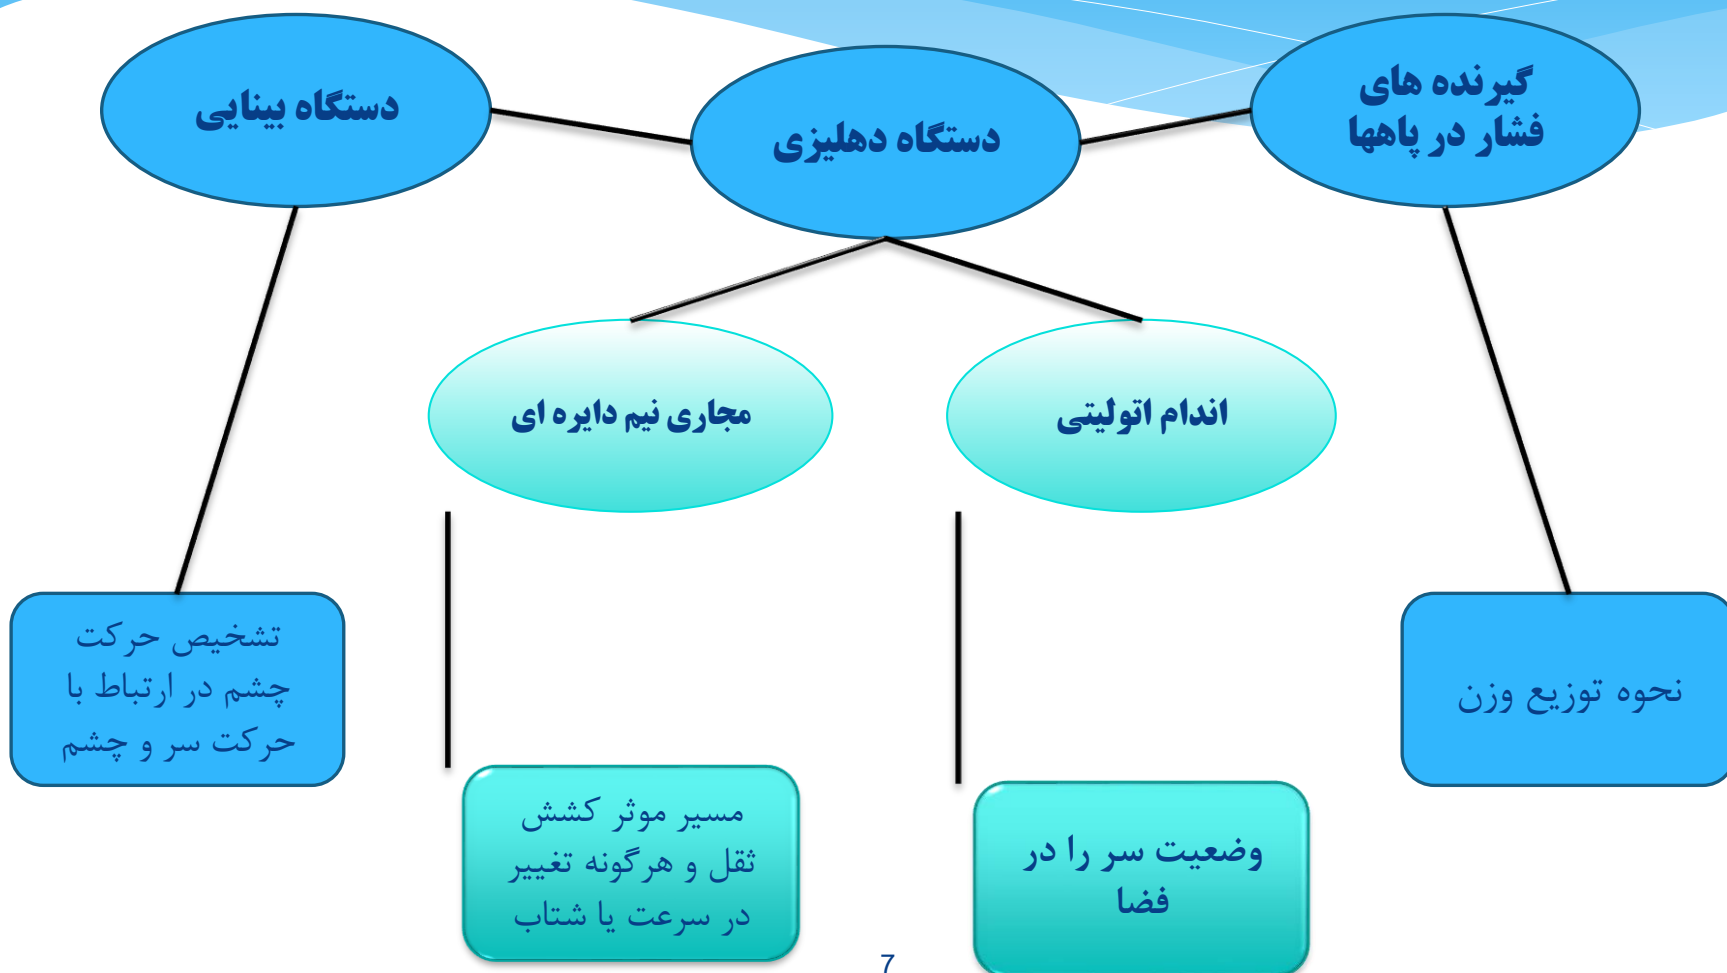 گیرنده های
فشار در پاهها
دستگاه دهلیزی
دستگاه بینایی
اندام اتولیتی
مجاری نیم دایره ای
نحوه توزیع وزن
تشخیص حرکت
چشم در ارتباط با
حرکت سر و چشم
وضعیت سر را در
فضا
مسیر موثر کشش
ثقل و هرگونه تغییر
در سرعت یا شتاب
7